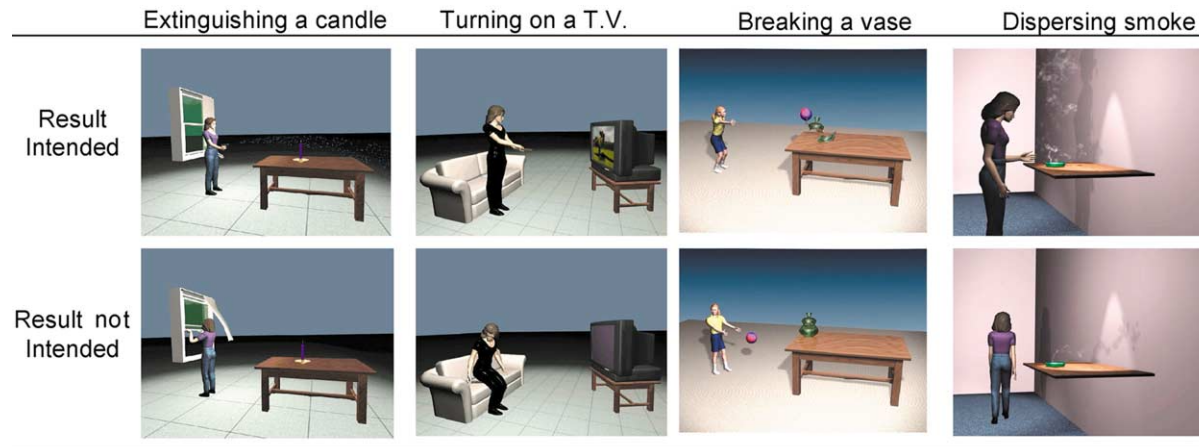 Extinguishing a candle
Turning on a T.V.
Breaking a vase
Dispersing smoke
Result
Intended
Result not
Intended